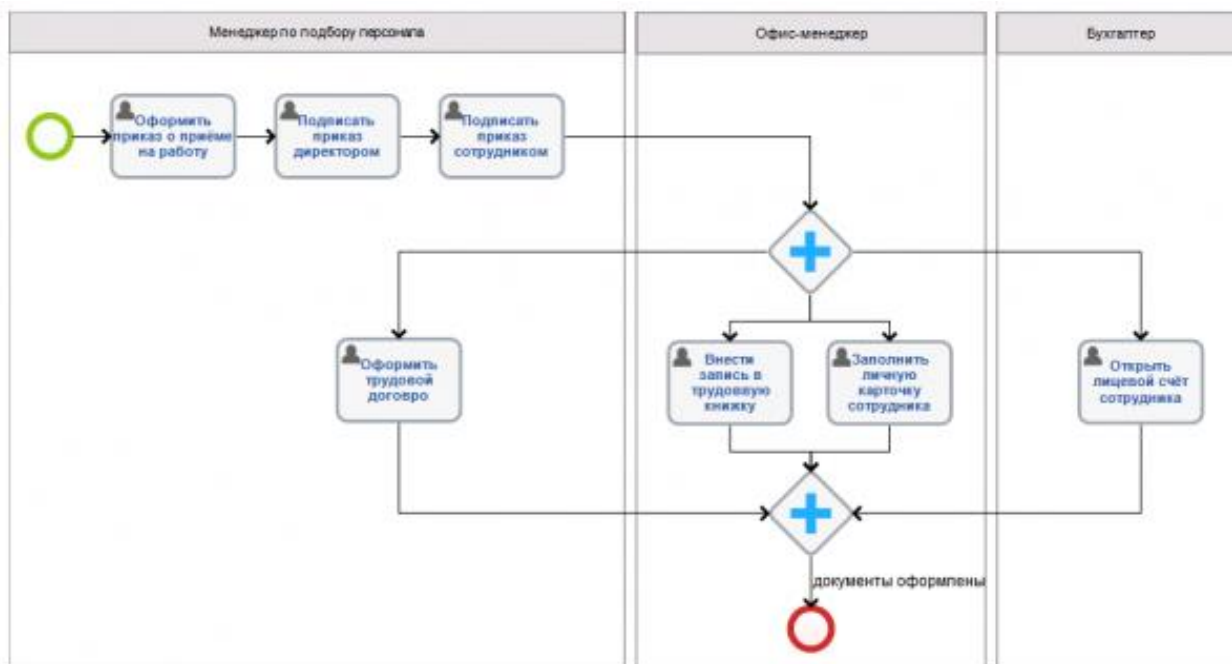 Менеджер по подбору персонала
Офис-менеджер
Бухгалтер
Оформить
приказ о приёме
на работу
Подписать
приказ
директором
Подписать
приказ
сотрудником
Оформить
трудовой
договро
Внести
запись в
трудоввую
книжку
Заполнить
личную
карточку
сотрудника
Открыть
лицевой счёт
сотрудника
документы оформлены